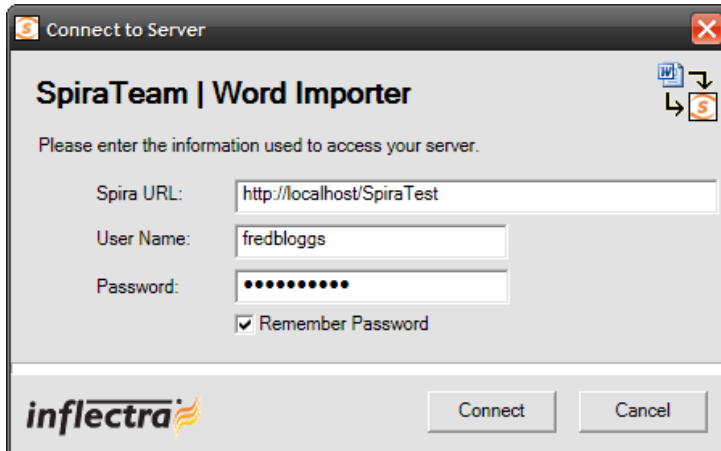 Connect to Server
SpiraTeam | Word Importer
Please enter the information used to access your server.
Spira URL: http://localhost/SpiraTest
User Name: fredbloggs
Password: ●●●●●●●●●●
Remember Password
inflectra Connect Cancel